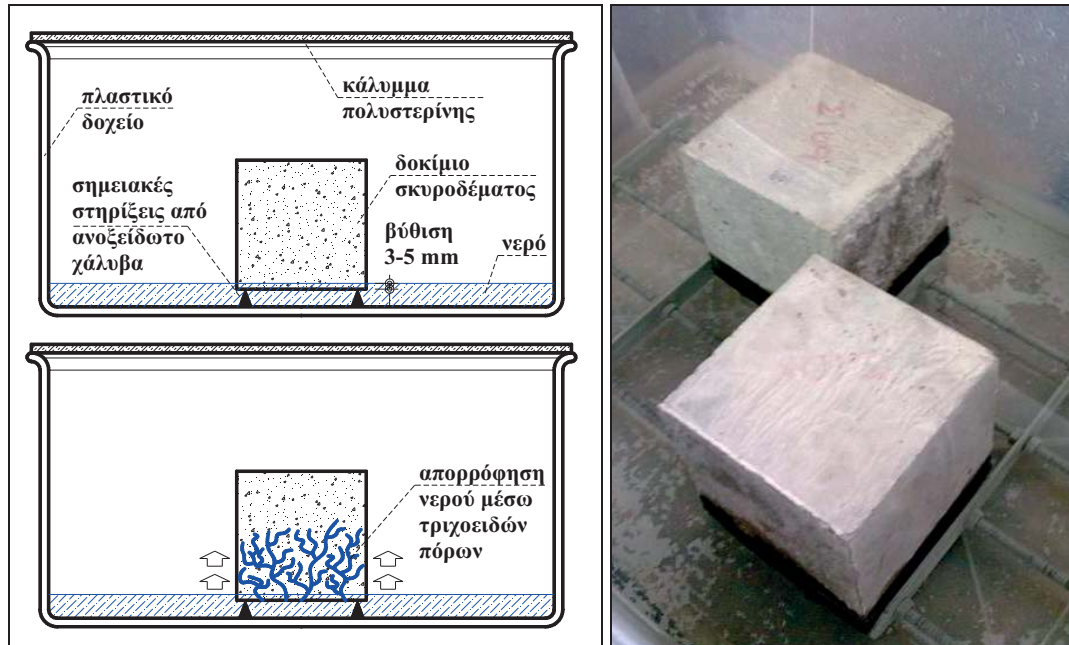 πλαστικό
δοχείο
κάλυμμα
πολυστερίνης
δοκίμιο
σκυροδέματος
σημειακές
στηρίξεις από
ανοξείδωτο
χάλυβα
βύθιση
3-5 mm
νερό
απορρόφηση
νερού μέσω
τριχοειδών
πόρων